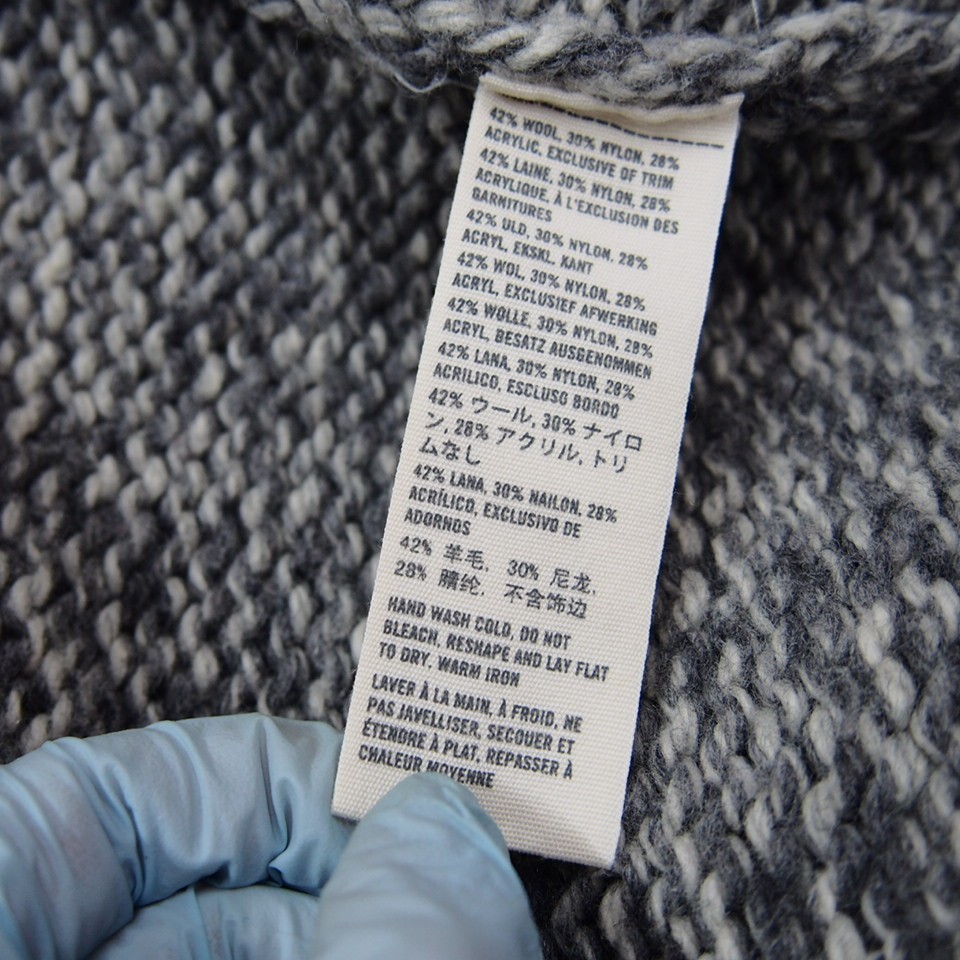 42% WOOL, 30% NYLON, 28%
ACRYLIC, EXCLUSIVE OF TRIM
42% LAINE, 30% NYLON, 28%
ACRYLIQUE, À L'EXCLUSION DES
GARNITURES
42% ULD, 30% NYLON, 28%
ACRYL, EKSKL. KANT
42% WOL, 30% NYLON, 28%
ACRYL, EXCLUSIEF AFWERKING
42% WOLLE, 30% NYLON, 28%
ACRYL, BESATZ AUSGENOMMEN
42% LANA, 30% NYLON, 28%
ACRILICO, ESCLUSO BORDO
42% ウール, 30% ナイロ
ン, 28% アクリル, トリ
ムなし
42% LANA, 30% NAILON, 28%
ACRÍLICO, EXCLUSIVO DE
ADORNOS
42% 羊毛, 30% 尼龙,
28% 腈纶, 不含饰边
HAND WASH COLD, DO NOT
BLEACH, RESHAPE AND LAY FLAT
TO DRY, WARM IRON
LAVER À LA MAIN, À FROID, NE
PAS JAVELLISER, SECOUER ET
ÉTENDRE À PLAT, REPASSER À
CHALEUR MOYENNE